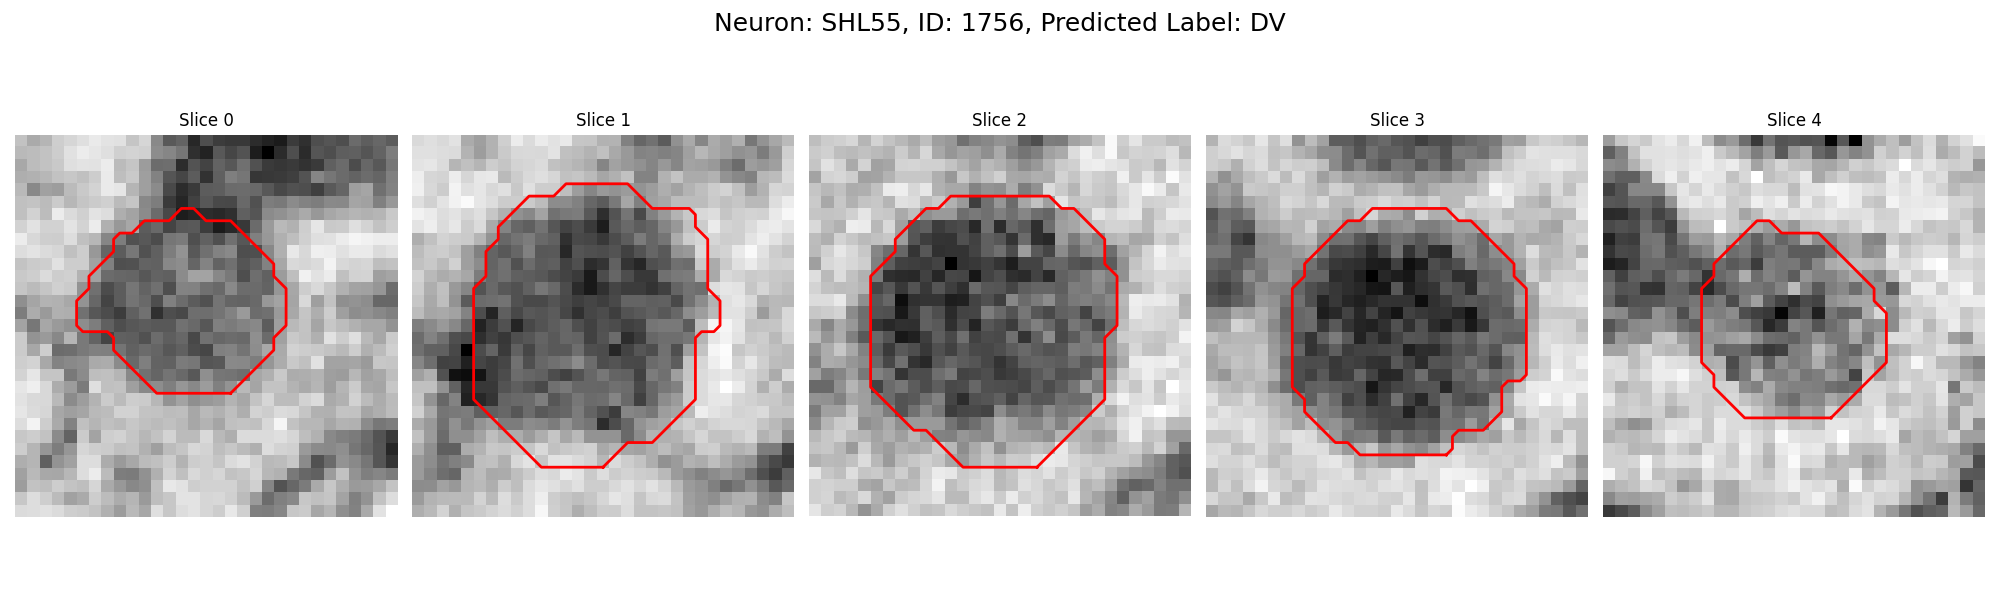 Neuron: SHL55, ID: 1756, Predicted Label: DV
Slice 0
Slice 1
Slice 2
Slice 3
Slice 4